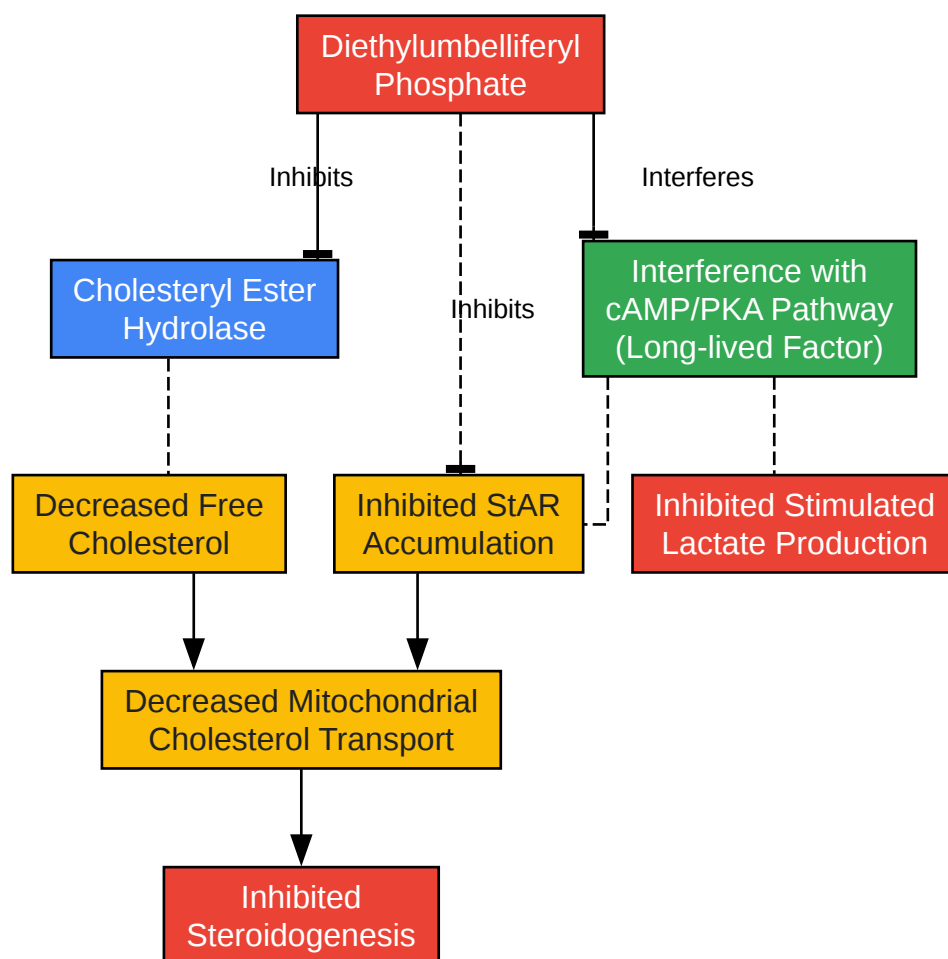 Diethylumbelliferyl
Phosphate
Inhibits
Interferes
Cholesteryl Ester
Hydrolase
Inhibits
Interference with
cAMP/PKA Pathway
(Long-lived Factor)
Decreased Free
Cholesterol
Inhibited StAR
Accumulation
Inhibited Stimulated
Lactate Production
Decreased Mitochondrial
Cholesterol Transport
Inhibited
Steroidogenesis